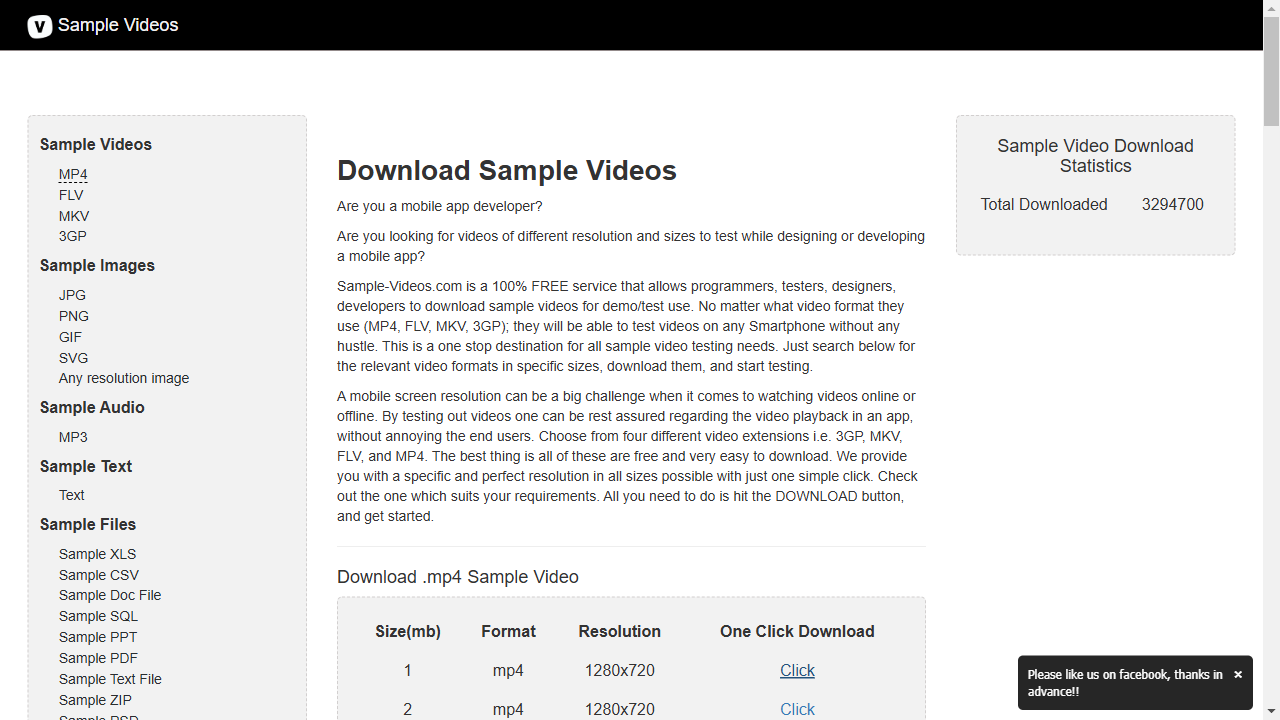 Sample Videos
Sample Videos
MP4
FLV
MKV
3GP
Sample Images
JPG
PNG
GIF
SVG
Any resolution image
Sample Audio
MP3
Sample Text
Text
Sample Files
Sample XLS
Sample CSV
Sample Doc File
Sample SQL
Sample PPT
Sample PDF
Sample Text File
Sample ZIP
Sample PSD
Download Sample Videos
Are you a mobile app developer?
Are you looking for videos of different resolution and sizes to test while designing or developing
a mobile app?
Sample-Videos.com is a 100% FREE service that allows programmers, testers, designers,
developers to download sample videos for demo/test use. No matter what video format they
use (MP4, FLV, MKV, 3GP); they will be able to test videos on any Smartphone without any
hustle. This is a one stop destination for all sample video testing needs. Just search below for
the relevant video formats in specific sizes, download them, and start testing.
A mobile screen resolution can be a big challenge when it comes to watching videos online or
offline. By testing out videos one can be rest assured regarding the video playback in an app,
without annoying the end users. Choose from four different video extensions i.e. 3GP, MKV,
FLV, and MP4. The best thing is all of these are free and very easy to download. We provide
you with a specific and perfect resolution in all sizes possible with just one simple click. Check
out the one which suits your requirements. All you need to do is hit the DOWNLOAD button,
and get started.
Download .mp4 Sample Video
Size(mb) Format Resolution One Click Download
1 mp4 1280x720 Click
2 mp4 1280x720 Click
Sample Video Download
Statistics
Total Downloaded 3294700
Please like us on facebook, thanks in ×
advance!!